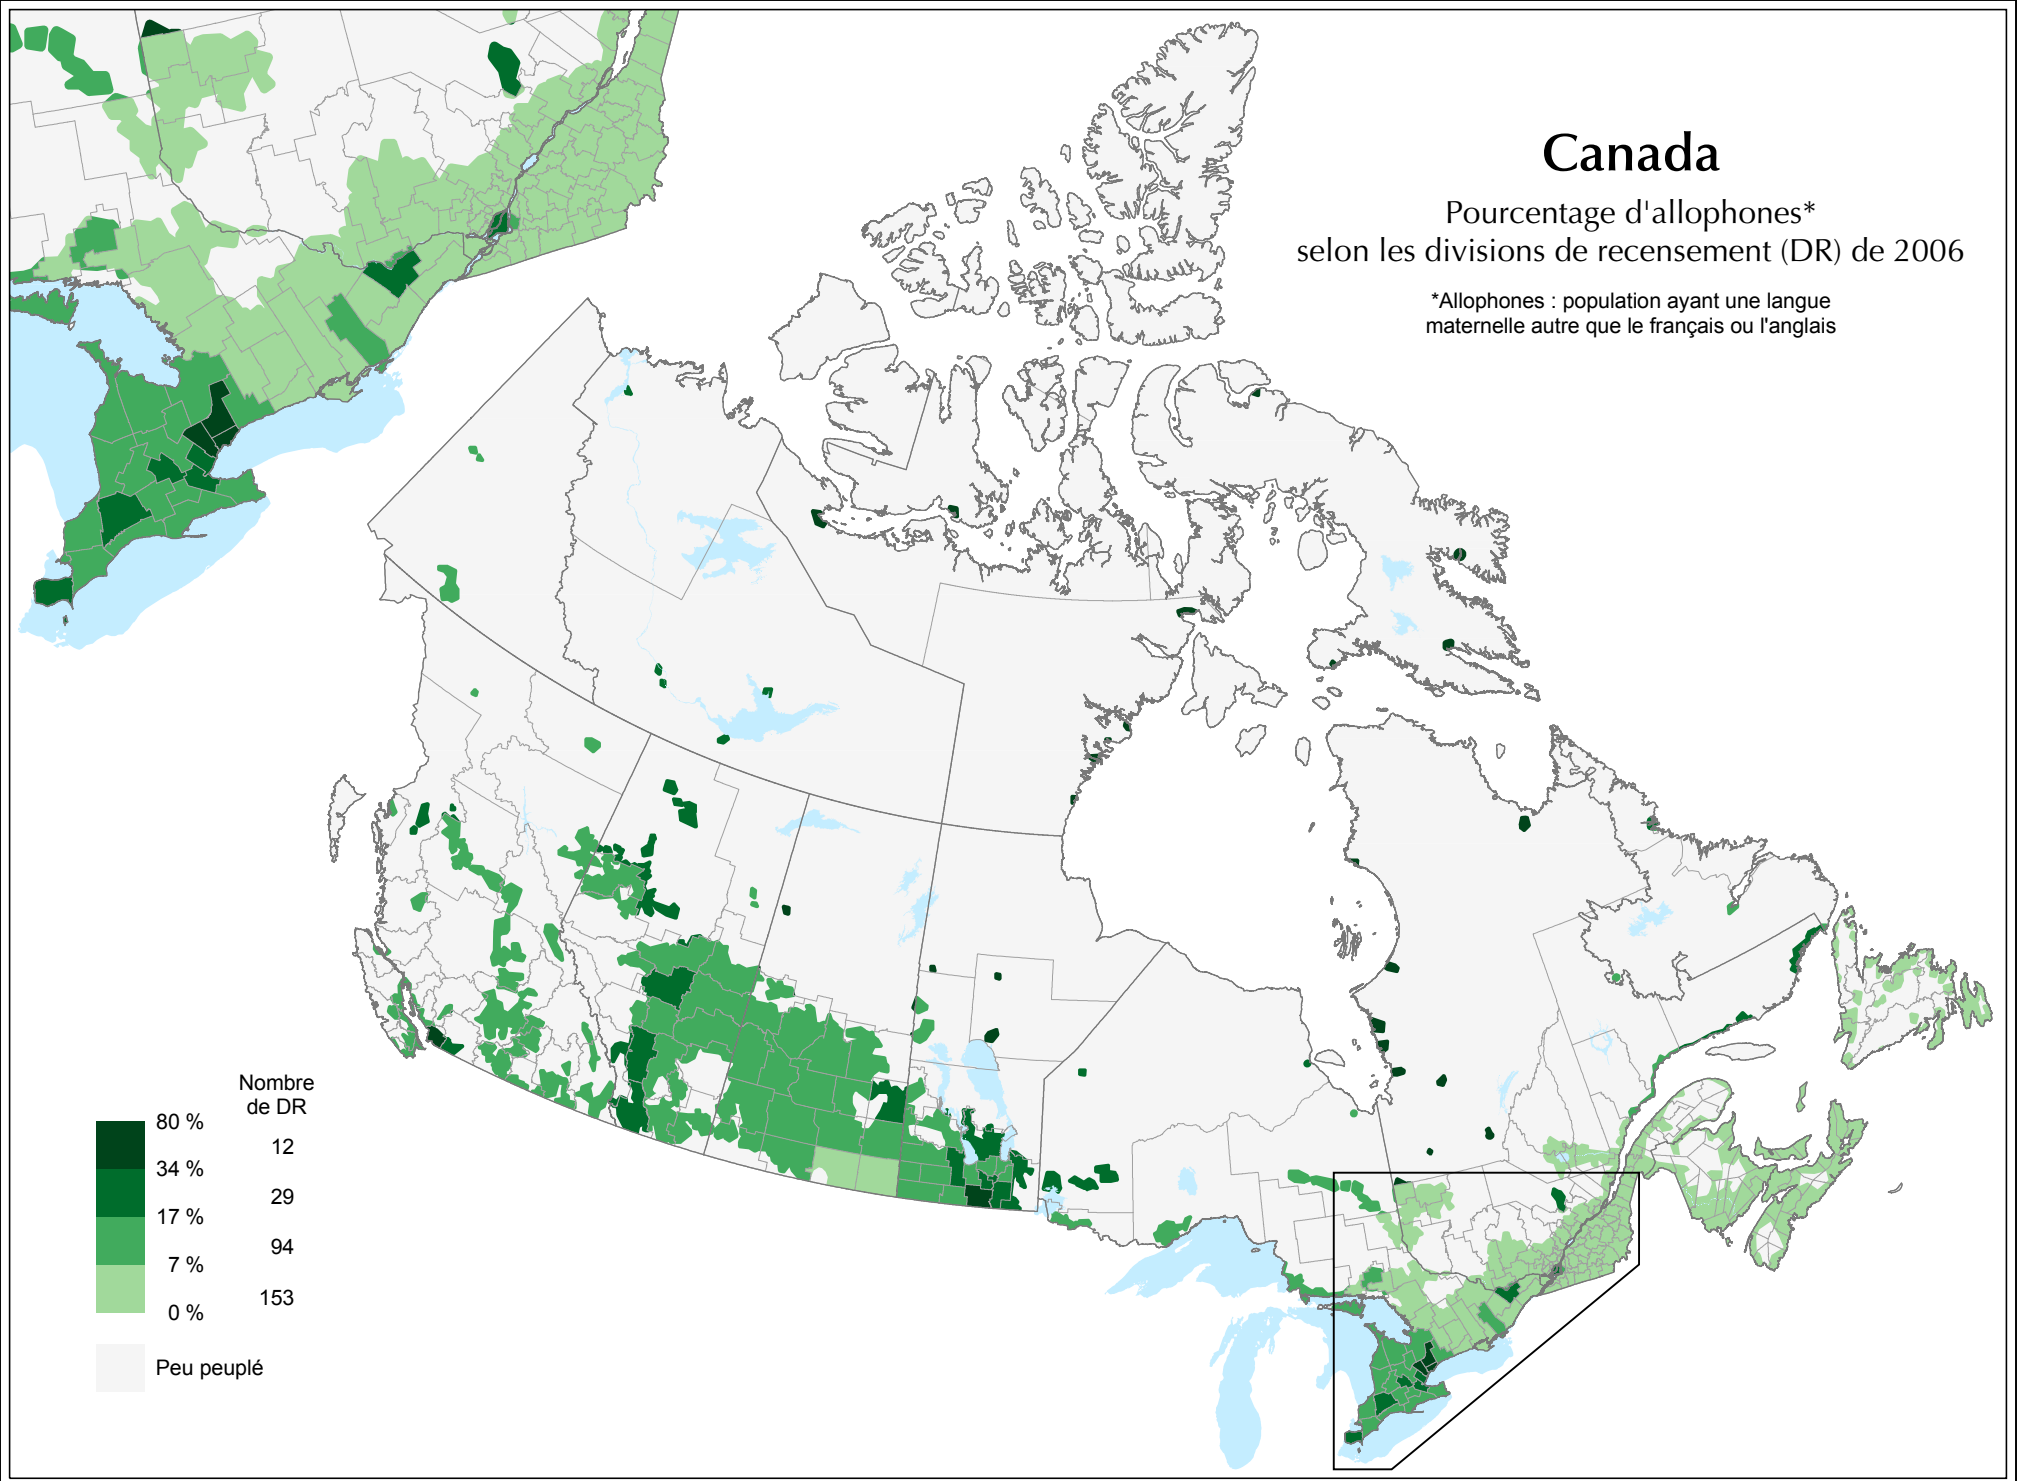 Canada
Pourcentage d'allophones*
selon les divisions de recensement (DR) de 2006
*Allophones : population ayant une langue
maternelle autre que le français ou l'anglais
Nombre
de DR
80 %
12
34 %
29
17 %
94
7 %
153
0 %
Peu peuplé